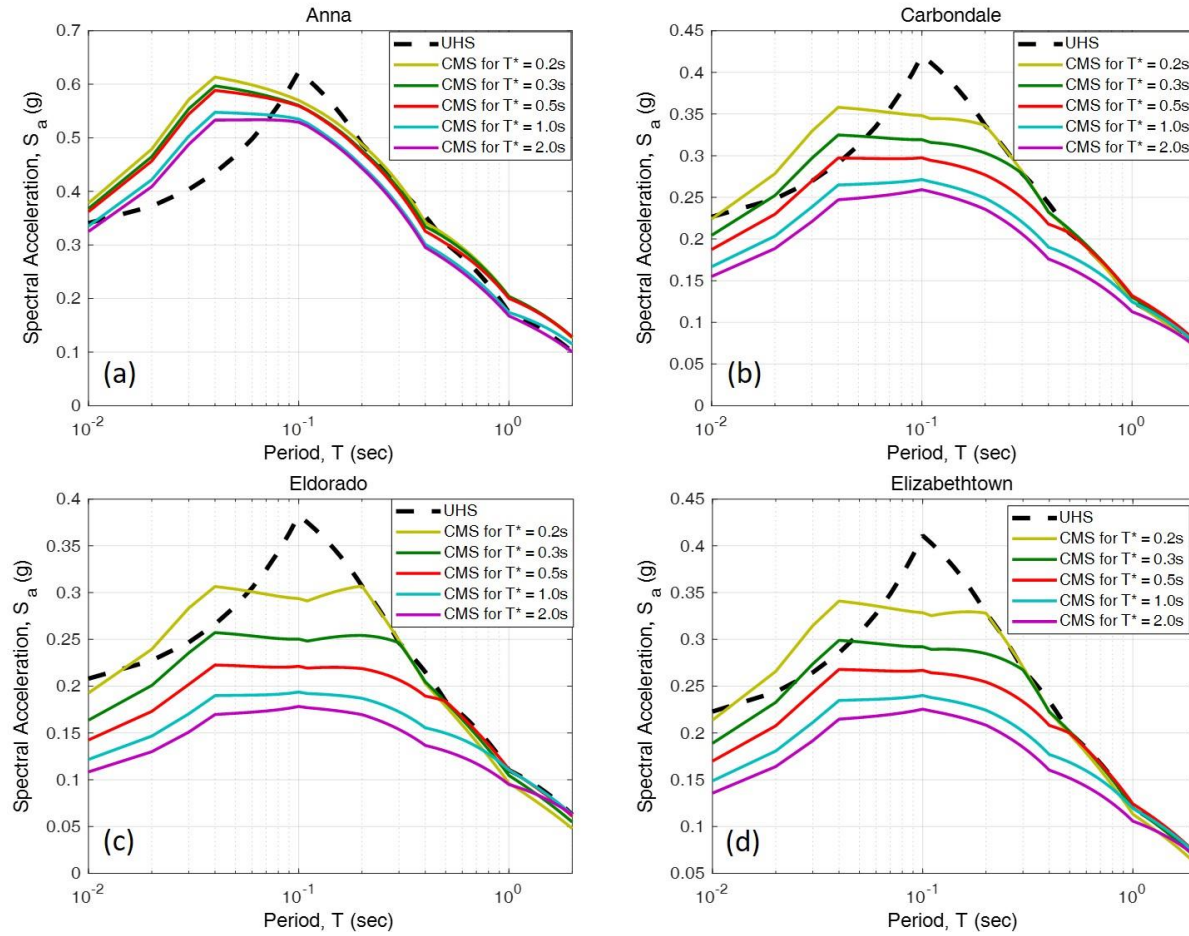 Anna
0.7
0.6
0.5
0.4
0.3
0.2
0.1
0
Spectral Acceleration, S a (g)
UHS
CMS for T* = 0.2s
CMS for T* = 0.3s
CMS for T* = 0.5s
CMS for T* = 1.0s
CMS for T* = 2.0s
(a)
10-2
10-1
100
Period, T (sec)
Carbondale
0.45
0.4
0.35
0.3
0.25
0.2
0.15
0.1
0.05
0
Spectral Acceleration, S a (g)
UHS
CMS for T* = 0.2s
CMS for T* = 0.3s
CMS for T* = 0.5s
CMS for T* = 1.0s
CMS for T* = 2.0s
(b)
10-2
10-1
100
Period, T (sec)
Eldorado
0.4
0.35
0.3
0.25
0.2
0.15
0.1
0.05
0
Spectral Acceleration, S a (g)
UHS
CMS for T* = 0.2s
CMS for T* = 0.3s
CMS for T* = 0.5s
CMS for T* = 1.0s
CMS for T* = 2.0s
(c)
10-2
10-1
100
Period, T (sec)
Elizabethtown
0.45
0.4
0.35
0.3
0.25
0.2
0.15
0.1
0.05
Spectral Acceleration, S a (g)
UHS
CMS for T* = 0.2s
CMS for T* = 0.3s
CMS for T* = 0.5s
CMS for T* = 1.0s
CMS for T* = 2.0s
(d)
10-2
10-1
100
Period, T (sec)